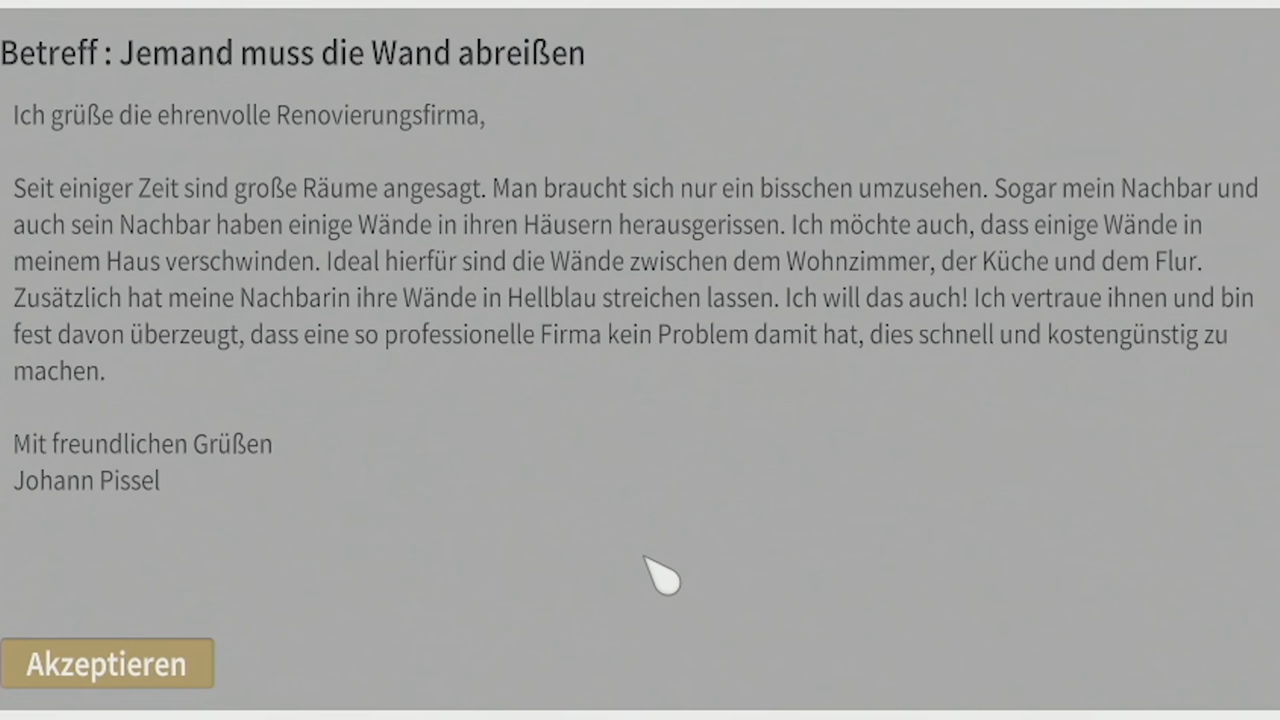 Betreff : Jemand muss die Wand abreißen
Ich grüße die ehrenvolle Renovierungsfirma,
Seit einiger Zeit sind große Räume angesagt. Man braucht sich nur ein bisschen umzusehen. Sogar mein Nachbar und
auch sein Nachbar haben einige Wände in ihren Häusern herausgerissen. Ich möchte auch, dass einige Wände in
meinem Haus verschwinden. Ideal hierfür sind die Wände zwischen dem Wohnzimmer, der Küche und dem Flur.
Zusätzlich hat meine Nachbarin ihre Wände in Hellblau streichen lassen. Ich will das auch! Ich vertraue ihnen und bin
fest davon überzeugt, dass eine so professionelle Firma kein Problem damit hat, dies schnell und kostengünstig zu
machen.
Mit freundlichen Grüßen
Johann Pissel
Akzeptieren